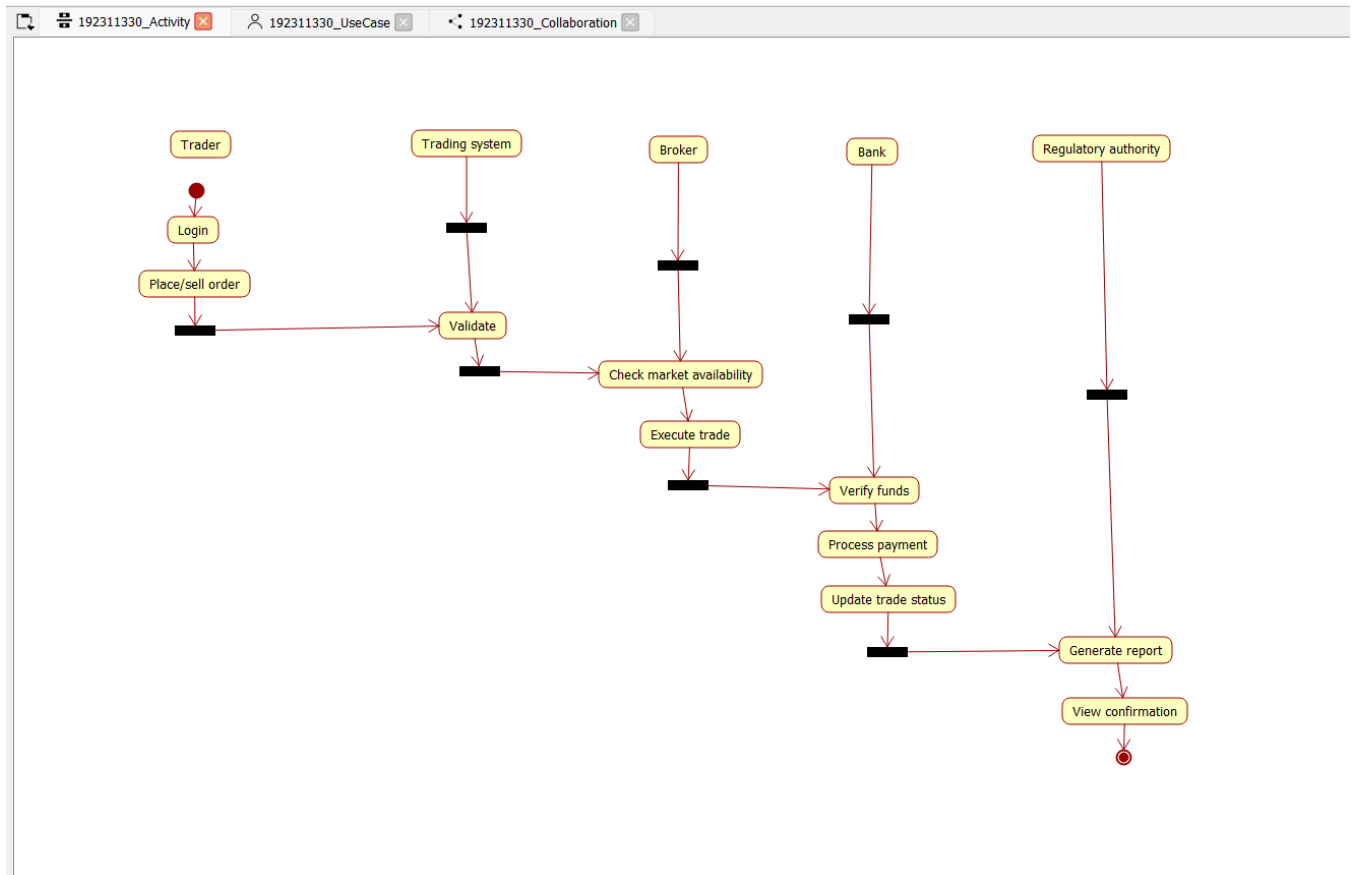 192311330_Activity
192311330_UseCase
192311330_Collaboration
Trader
Trading system
Broker
Bank
Regulatory authority
Login
Place/sell order
Validate
Check market availability
Execute trade
Verify funds
Process payment
Update trade status
Generate report
View confirmation